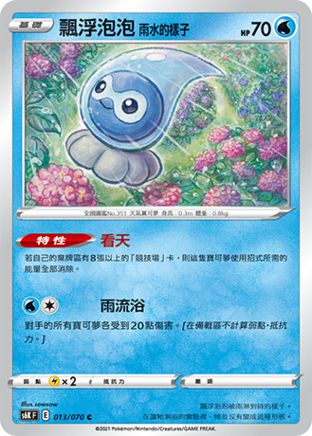 基礎 飄浮泡泡 雨水的樣子 HP70
全國圖鑑No.351 天氣寶可夢 身高：0.3m 體重：0.8kg
特性 看天
若自己的棄牌區有8張以上的「競技場」卡，則這隻寶可夢使用招式所需的
能量全部消除。
雨流浴
對手的所有寶可夢各受到20點傷害。[在備戰區不計算弱點・抵抗
力。]
弱點 ×2 抵抗力 撤退
Illus. sowsow
S6K F E 013/070 C
飄浮泡泡被雨淋到時的樣子。
©2021 Pokémon/Nintendo/Creatures/GAME FREAK.